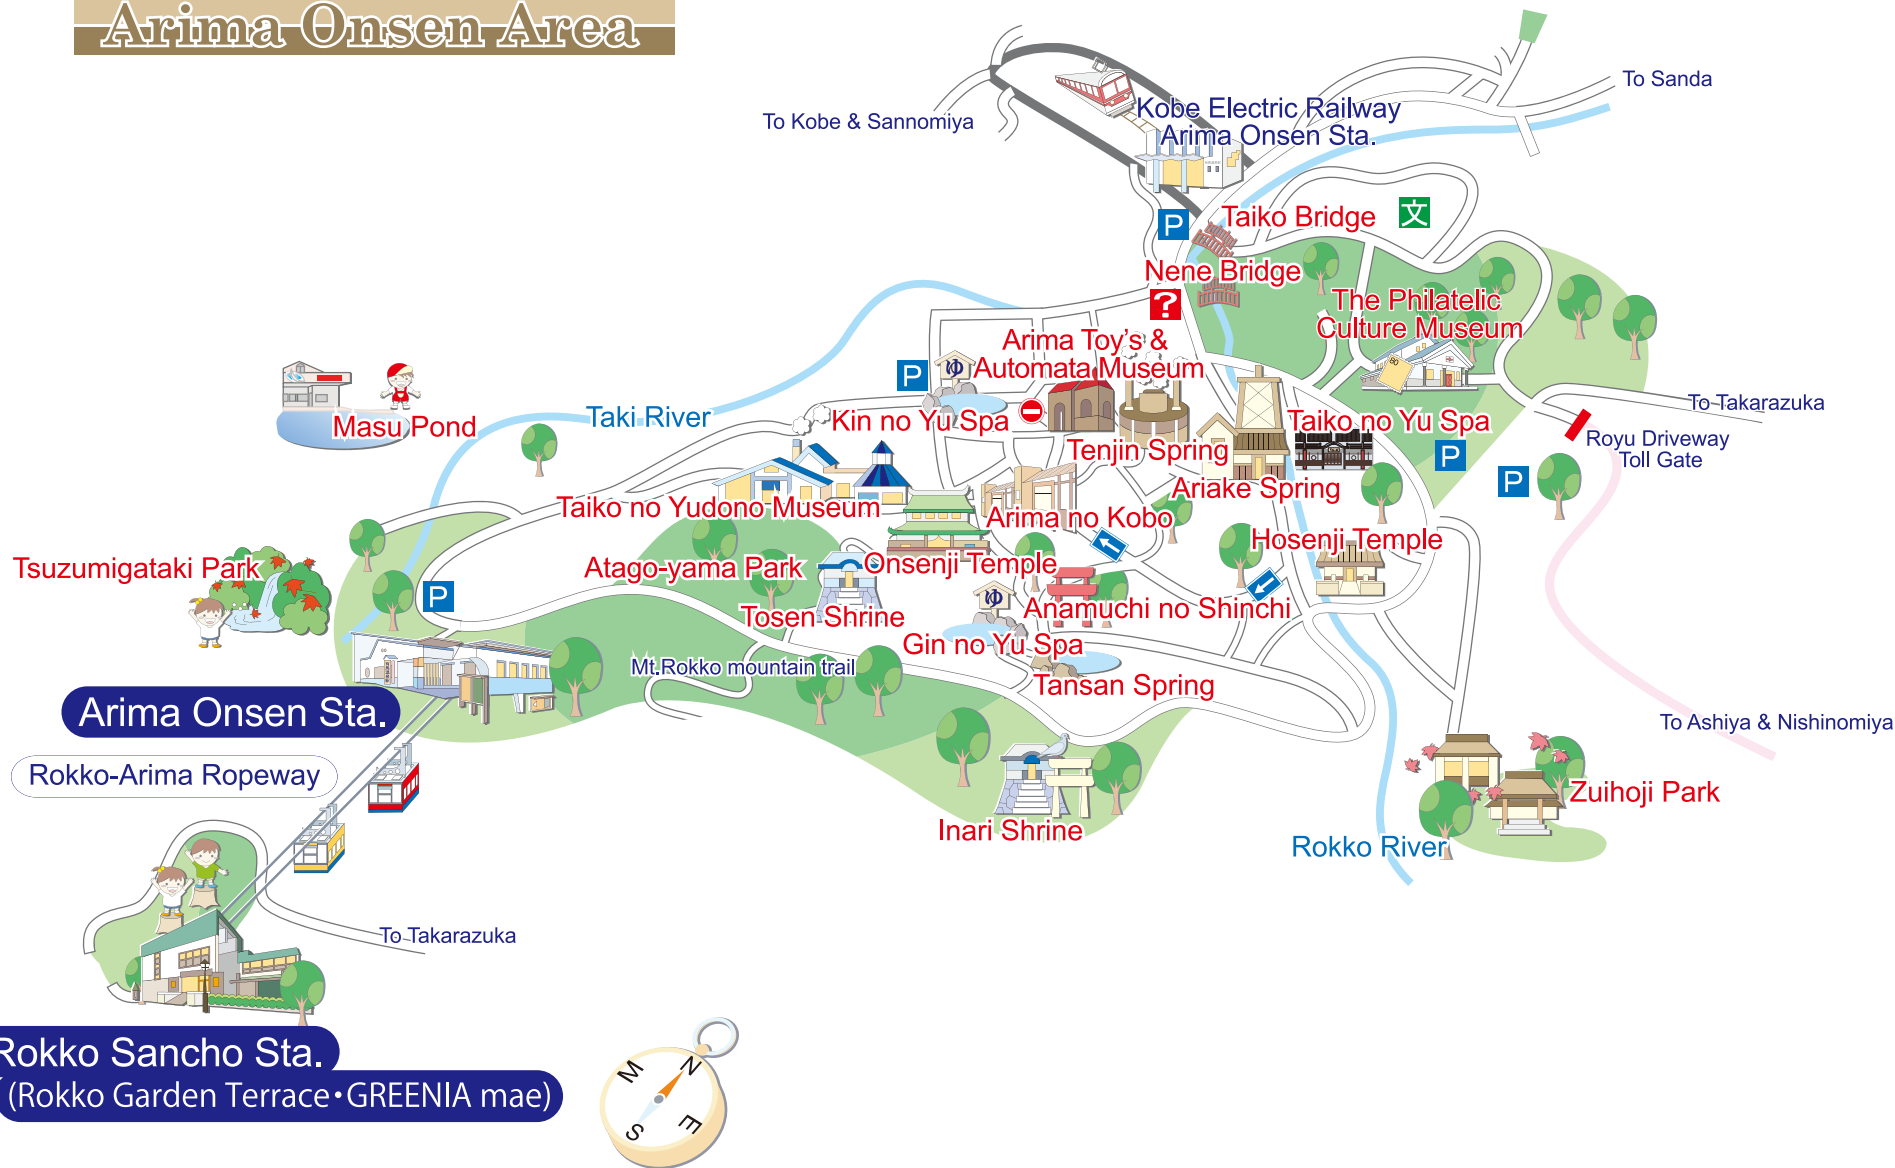 Arima Onsen Area
To Sanda
To Kobe & Sannomiya
Kobe Electric Railway
Arima Onsen Sta.
P
Taiko Bridge
文
Nene Bridge
?
The Philatelic
Culture Museum
80
Arima Toy's &
Automata Museum
ゆ
P
Masu Pond
Taki River
Kin no Yu Spa
Taiko no Yu Spa
To Takarazuka
Royu Driveway
Toll Gate
Tenjin Spring
P
P
Ariake Spring
Taiko no Yudono Museum
Arima no Kobo
Hosenji Temple
Tsuzumigataki Park
Atago-yama Park
Onsenji Temple
P
ゆ
Tosen Shrine
Anamuchi no Shinchi
Gin no Yu Spa
Mt.Rokko mountain trail
Tansan Spring
Arima Onsen Sta.
To Ashiya & Nishinomiya
Rokko-Arima Ropeway
Zuihoji Park
Inari Shrine
Rokko River
To Takarazuka
Rokko Sancho Sta.
(Rokko Garden Terrace•GREENIA mae)
N
E
S